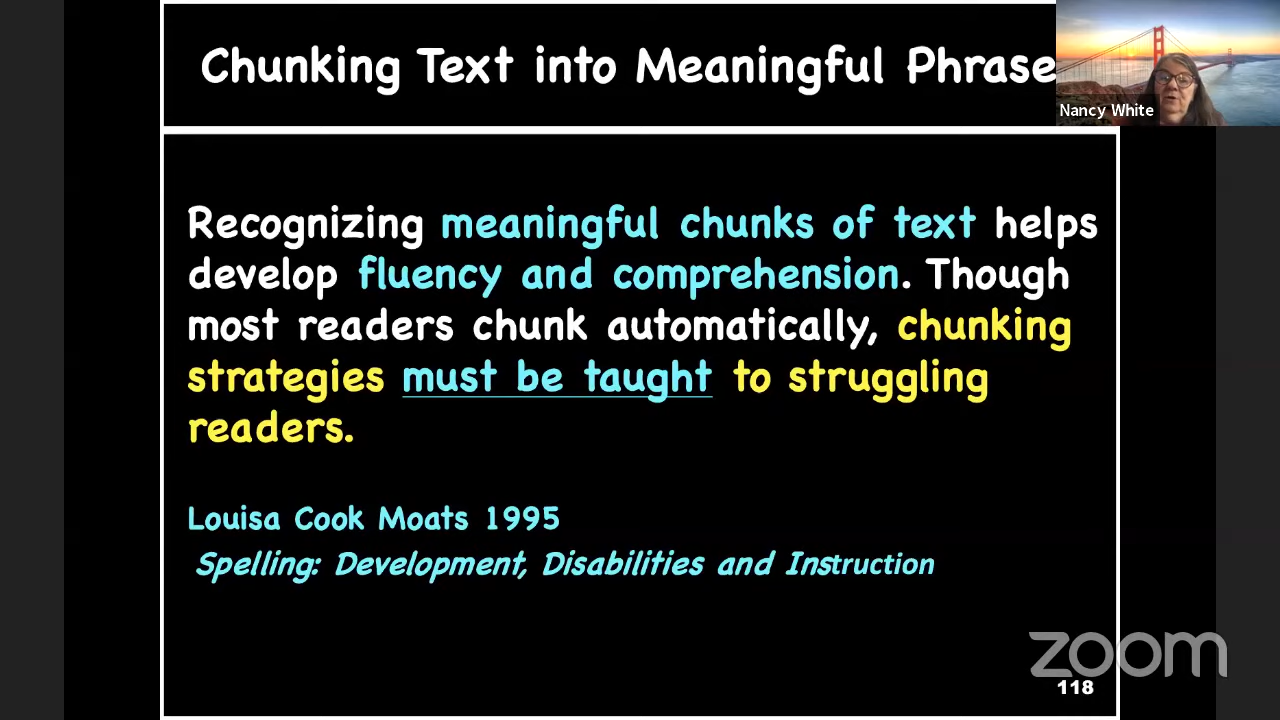 Chunking Text into Meaningful Phrase
Nancy White
Recognizing meaningful chunks of text helps
develop fluency and comprehension. Though
most readers chunk automatically, chunking
strategies must be taught to struggling
readers.
Louisa Cook Moats 1995
Spelling: Development, Disabilities and Instruction
zoom
118